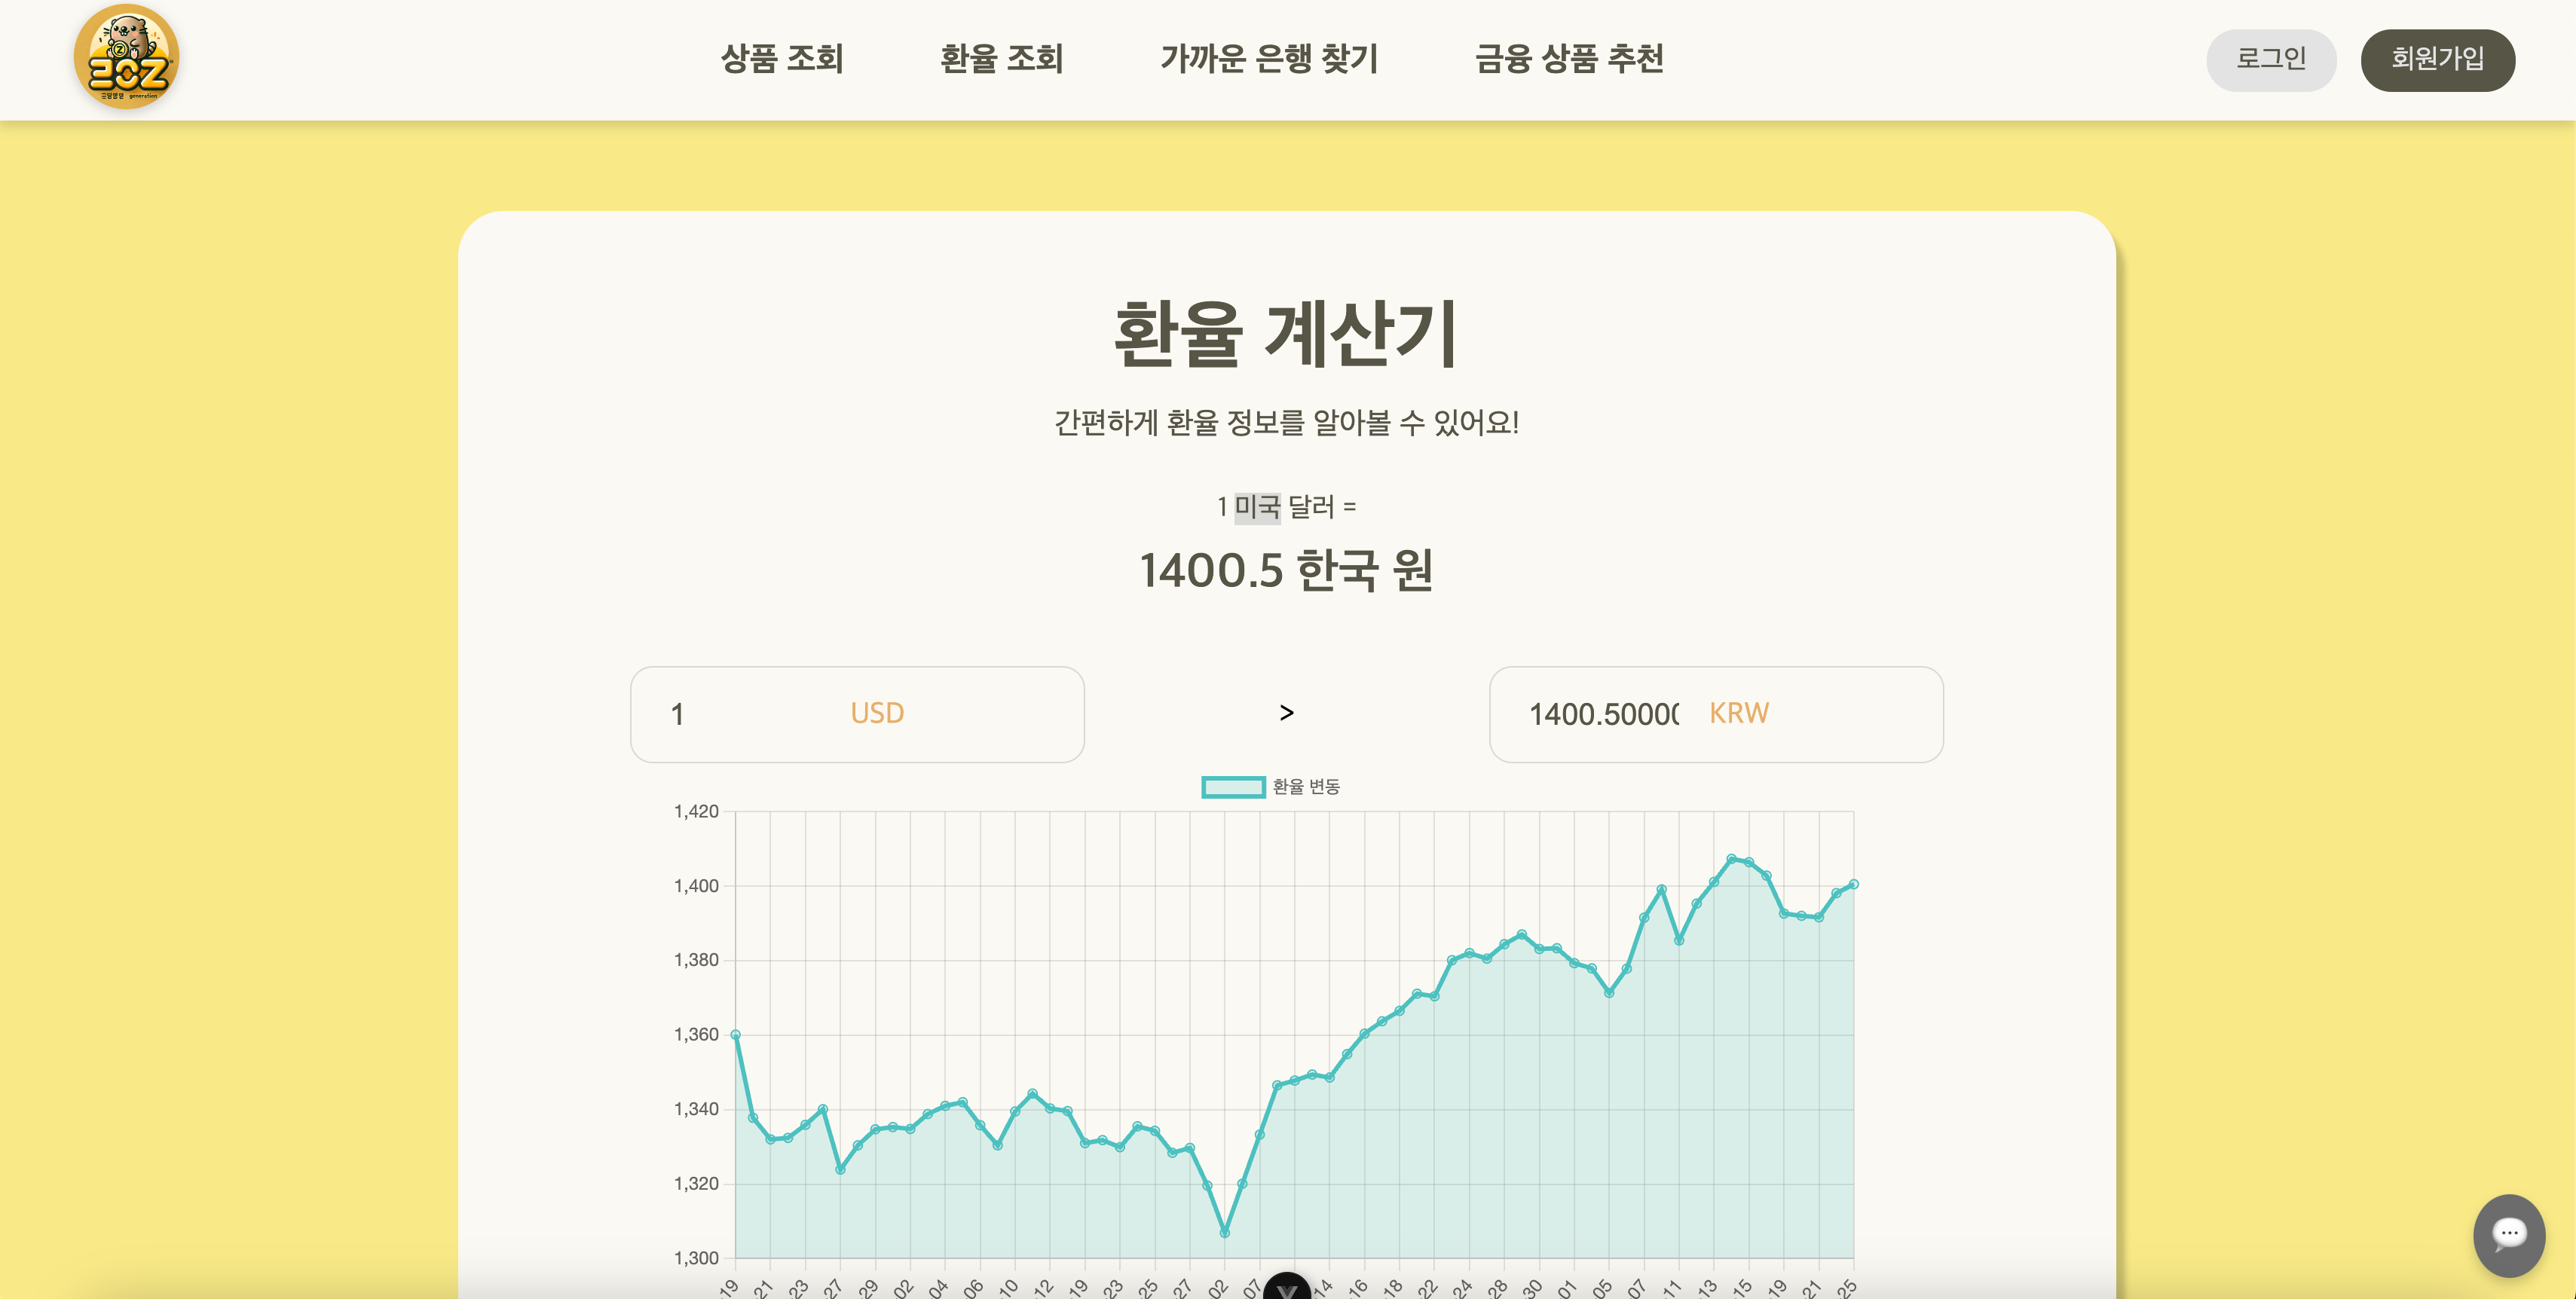 3OZ
상품 조회
환율 조회
가까운 은행 찾기
금융 상품 추천
로그인
회원가입
환율 계산기
간편하게 환율 정보를 알아볼 수 있어요!
1 미국 달러 =
1400.5 한국 원
1 USD
>
1400.5000 KRW
환율 변동
1,420
1,400
1,380
1,360
1,340
1,320
1,300
19 21 23 27 29 02 04 06 10 12 19 23 25 27 02 07 14 16 18 22 24 28 30 01 05 07 11 13 15 19 21 25